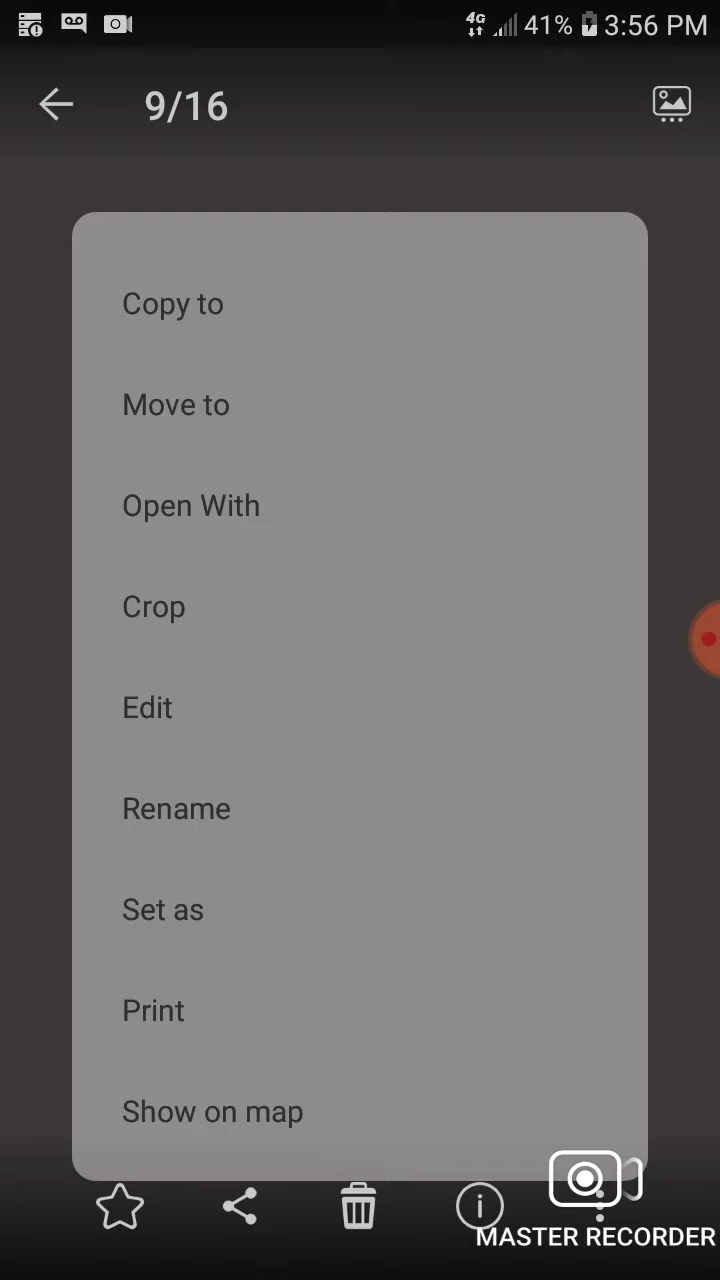 4G 41% 3:56 PM
9/16
Copy to
Move to
Open With
Crop
Edit
Rename
Set as
Print
Show on map
MASTER RECORDER